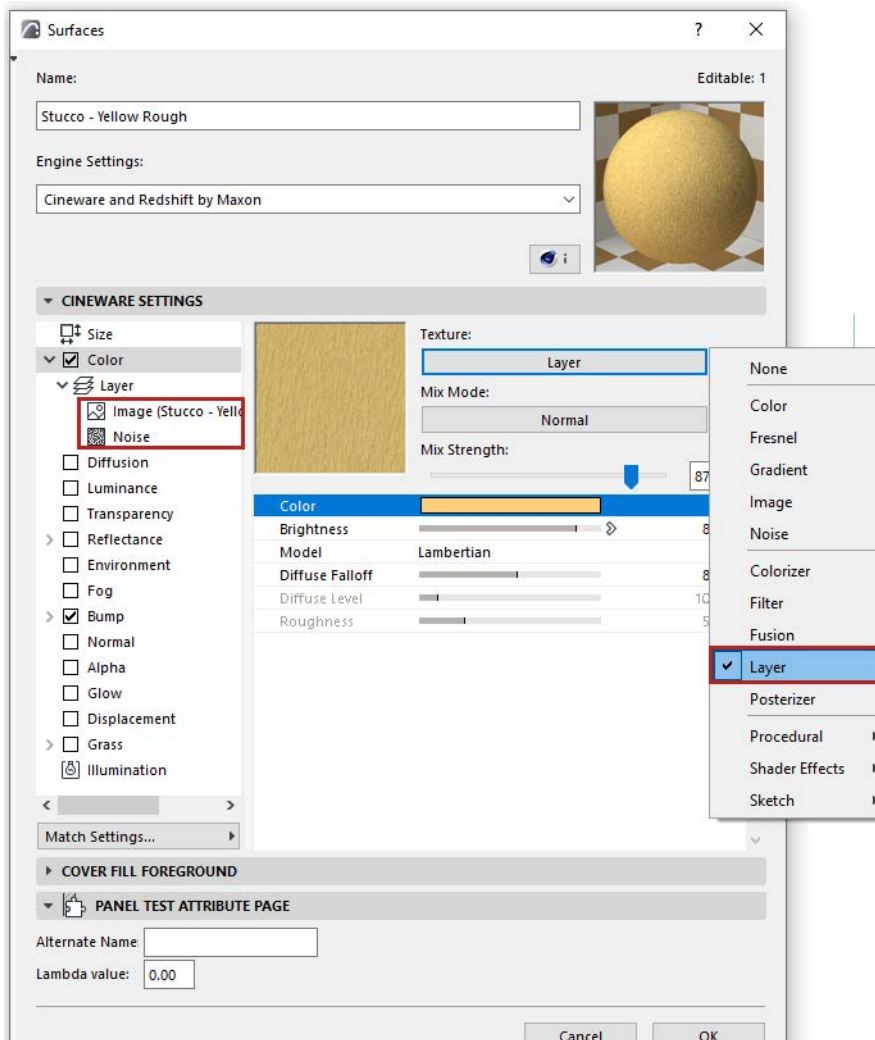 Surfaces
?
Name:
Editable: 1
Stucco - Yellow Rough
Engine Settings:
Cineware and Redshift by Maxon
i
CINEWARE SETTINGS
Size
Color
Layer
Image (Stucco - Yello
Noise
Diffusion
Luminance
Transparency
Reflectance
Environment
Fog
Bump
Normal
Alpha
Glow
Displacement
Grass
Illumination
Match Settings...
Texture:
Layer
Mix Mode:
Normal
Mix Strength:
87
Color
Brightness 8
Model Lambertian
Diffuse Falloff 8
Diffuse Level 10
Roughness 5
None
Color
Fresnel
Gradient
Image
Noise
Colorizer
Filter
Fusion
Layer
Posterizer
Procedural
Shader Effects
Sketch
COVER FILL FOREGROUND
PANEL TEST ATTRIBUTE PAGE
Alternate Name
Lambda value: 0.00
Cancel OK